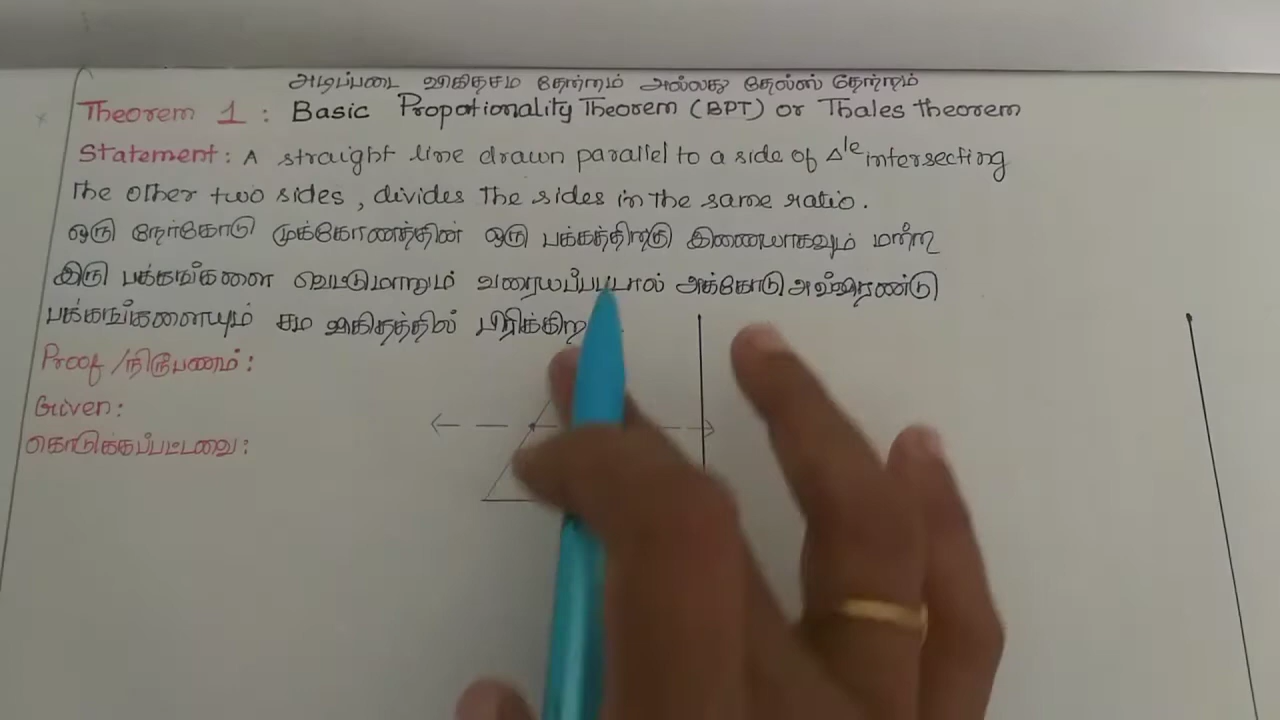 அடிப்படை விகிதசம தேற்றம் அல்லது தேல்ஸ் தேற்றம்
Theorem 1 : Basic Propotionality Theorem (BPT) or Thales theorem
Statement : A straight line drawn parallel to a side of Δle intersecting
the other two sides, divides the sides in the same ratio.
ஒரு நேர்கோடு முக்கோணத்தின் ஒரு பக்கத்திற்கு இணையாகவும் மற்ற
இரு பக்கங்களை வெட்டுமாறும் வரையப்பட்டால் அக்கோடு அவ்விரண்டு
பக்கங்களையும் சம விகிதத்தில்
Proof /நிரூபணம் :
Given :
கொடுக்கப்பட்டவை :